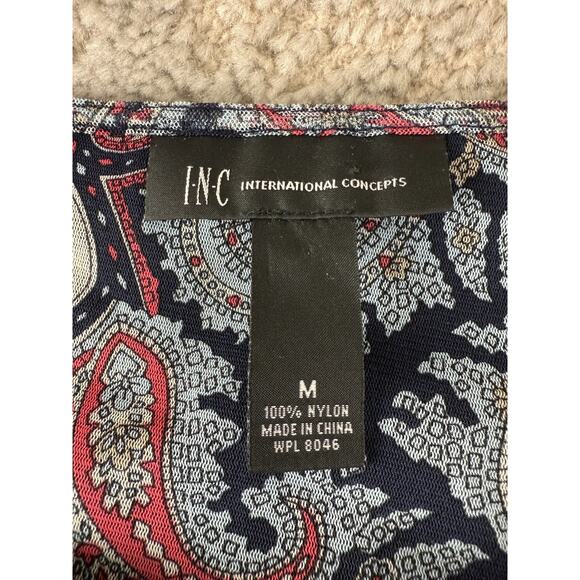 I·N·C INTERNATIONAL CONCEPTS
M
100% NYLON
MADE IN CHINA
WPL 8046